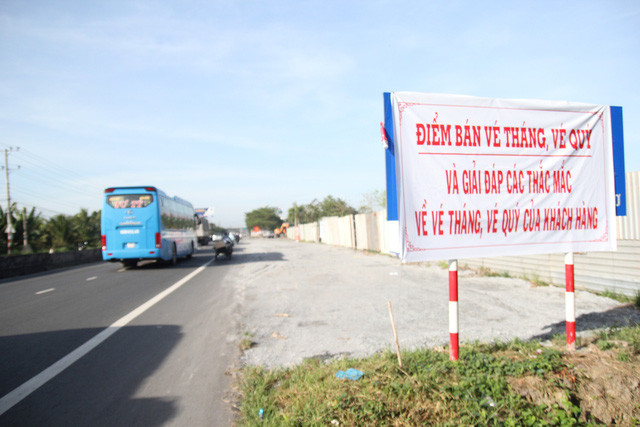 ĐIỂM BÁN VÉ THÁNG, VÉ QUÝ
VÀ GIẢI ĐÁP CÁC THẮC MẮC
VỀ VÉ THÁNG, VÉ QUÝ CỦA KHÁCH HÀNG